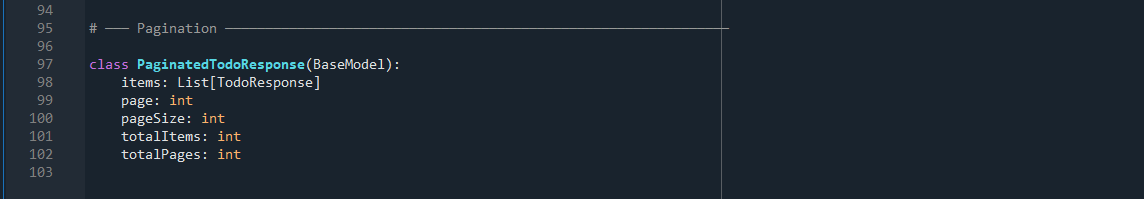 94
95 # ── Pagination ───────────────────────────────────────────────────────────────
96
97 class PaginatedTodoResponse(BaseModel):
98     items: List[TodoResponse]
99     page: int
100     pageSize: int
101     totalItems: int
102     totalPages: int
103